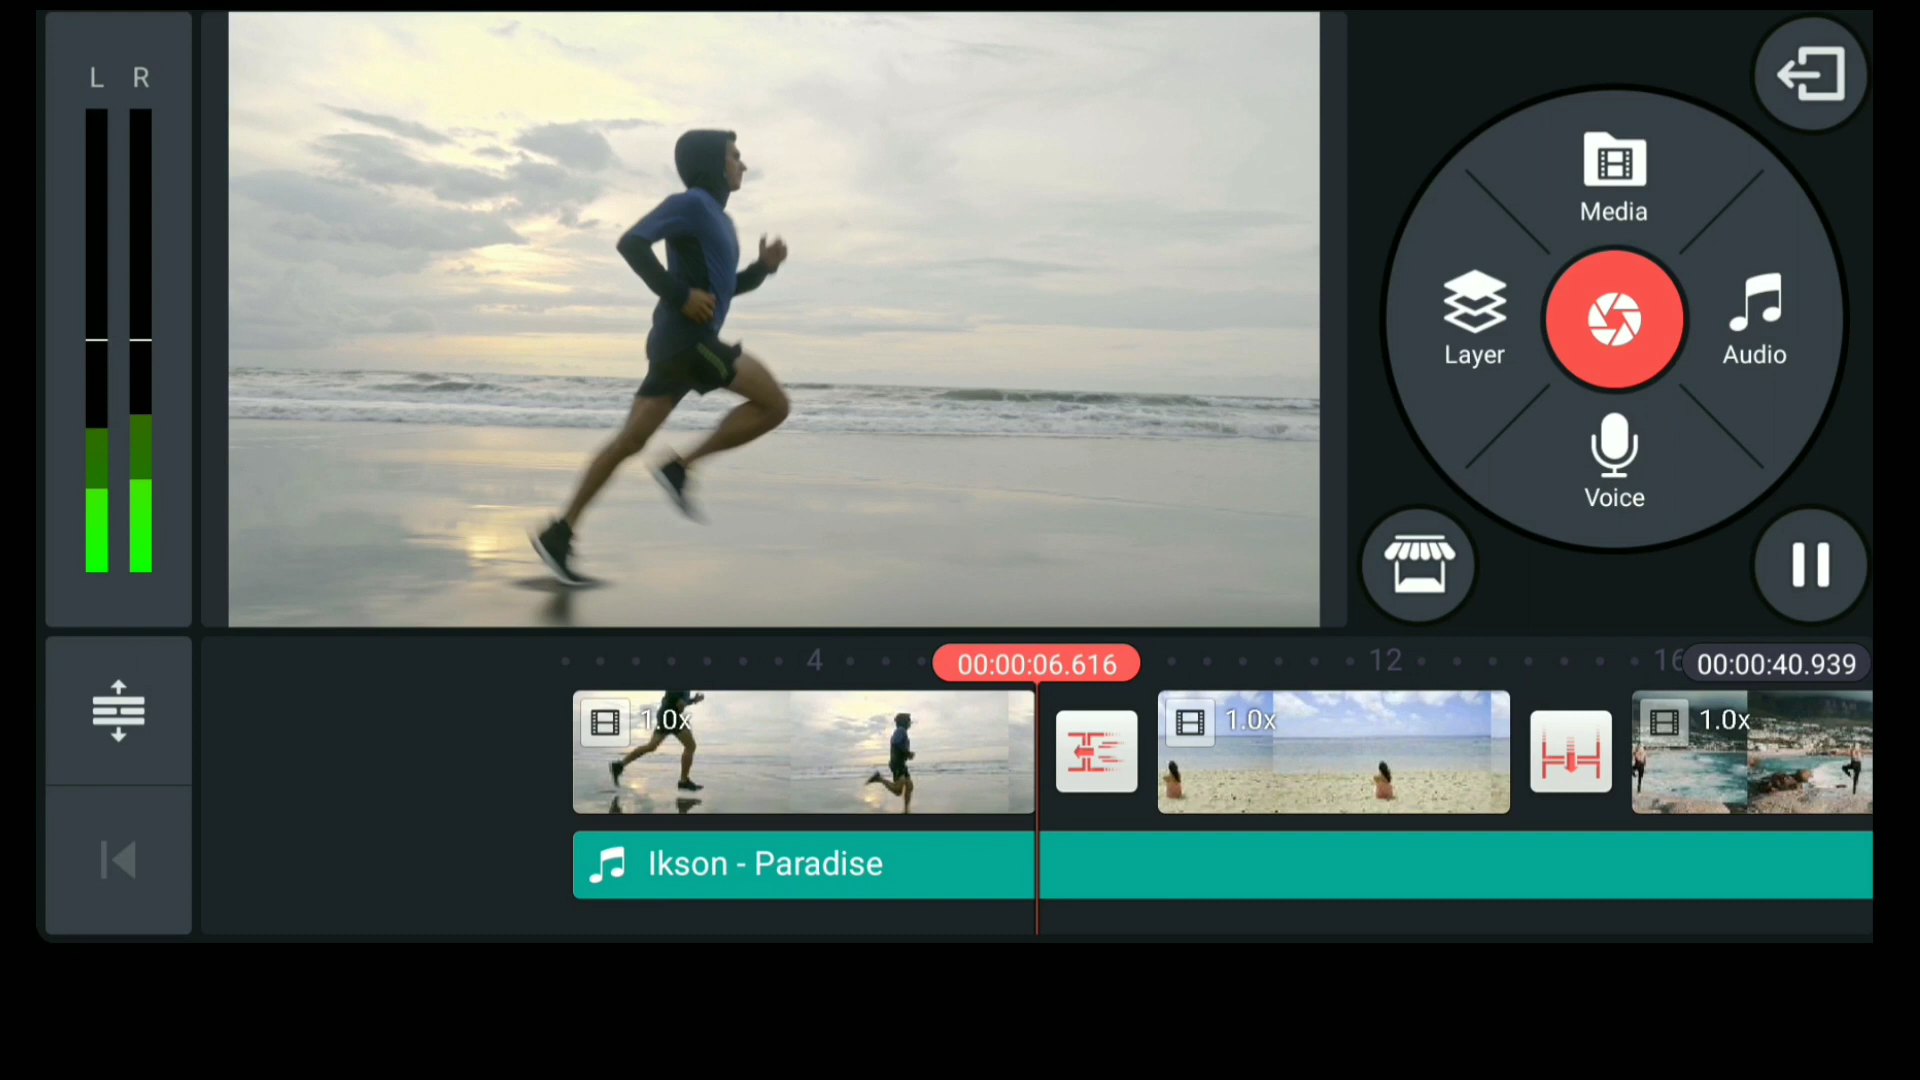 L R
Media
Layer
Audio
Voice
4
00:00:06.616
12
16
00:00:40.939
1.0x
1.0x
1.0x
Ikson - Paradise